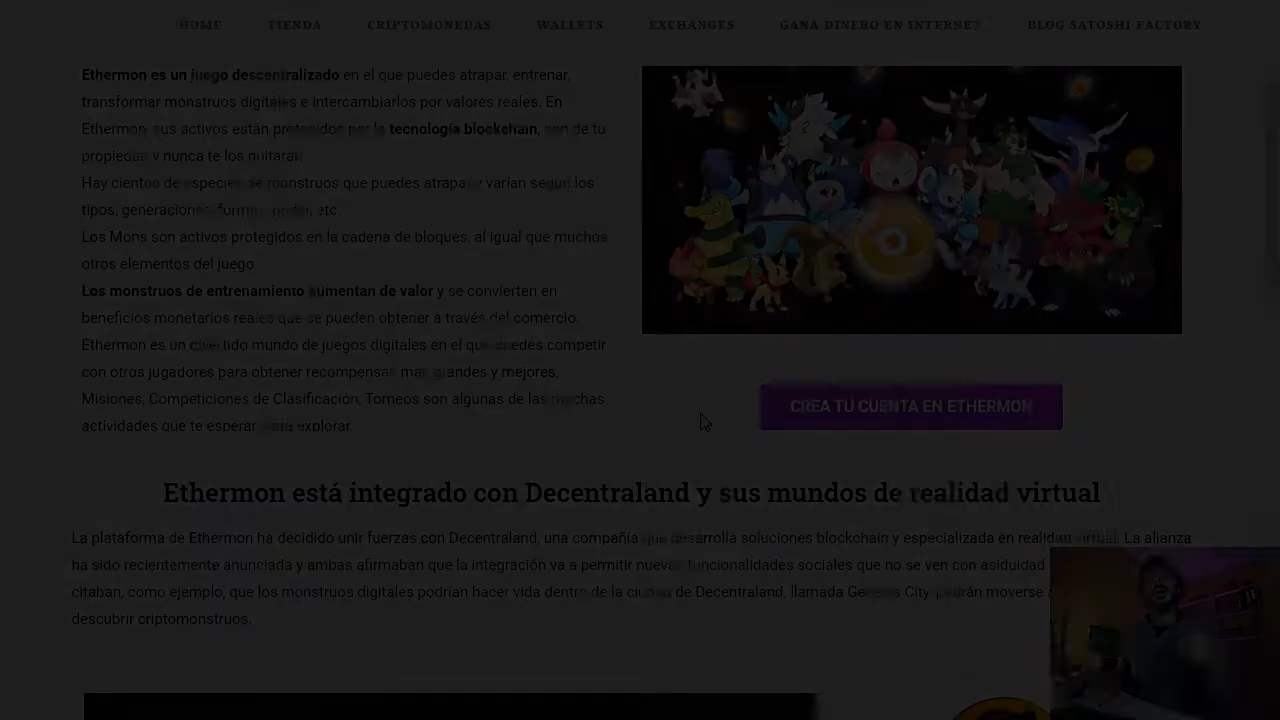 HOME TIENDA CRIPTOMONEDAS WALLETS EXCHANGES GANA DINERO EN INTERNET BLOG SATOSHI FACTORY
Ethermon es un juego descentralizado en el que puedes atrapar, entrenar,
transformar monstruos digitales e intercambiarlos por valores reales. En
Ethermon, sus activos están protegidos por la tecnología blockchain, son de tu
propiedad y nunca te los quitarán.
Hay cientos de especies de monstruos que puedes atrapar y varían según los
tipos, generaciones, formas, poder, etc.
Los Mons son activos protegidos en la cadena de bloques, al igual que muchos
otros elementos del juego.
Los monstruos de entrenamiento aumentan de valor y se convierten en
beneficios monetarios reales que se pueden obtener a través del comercio.
Ethermon es un divertido mundo de juegos digitales en el que puedes competir
con otros jugadores para obtener recompensas más grandes y mejores.
Misiones, Competiciones de Clasificación, Torneos son algunas de las muchas
actividades que te esperan para explorar.
CREA TÚ CUENTA EN ETHERMON
Ethermon está integrado con Decentraland y sus mundos de realidad virtual
La plataforma de Ethermon ha decidido unir fuerzas con Decentraland, una compañía que desarrolla soluciones blockchain y especializada en realidad virtual. La alianza
ha sido recientemente anunciada y ambas afirmaban que la integración va a permitir nuevas funcionalidades sociales que no se ven con asiduidad
citaban, como ejemplo, que los monstruos digitales podrían hacer vida dentro de la ciudad de Decentraland, llamada Genesis City, podrán moverse
descubrir criptomonstruos.